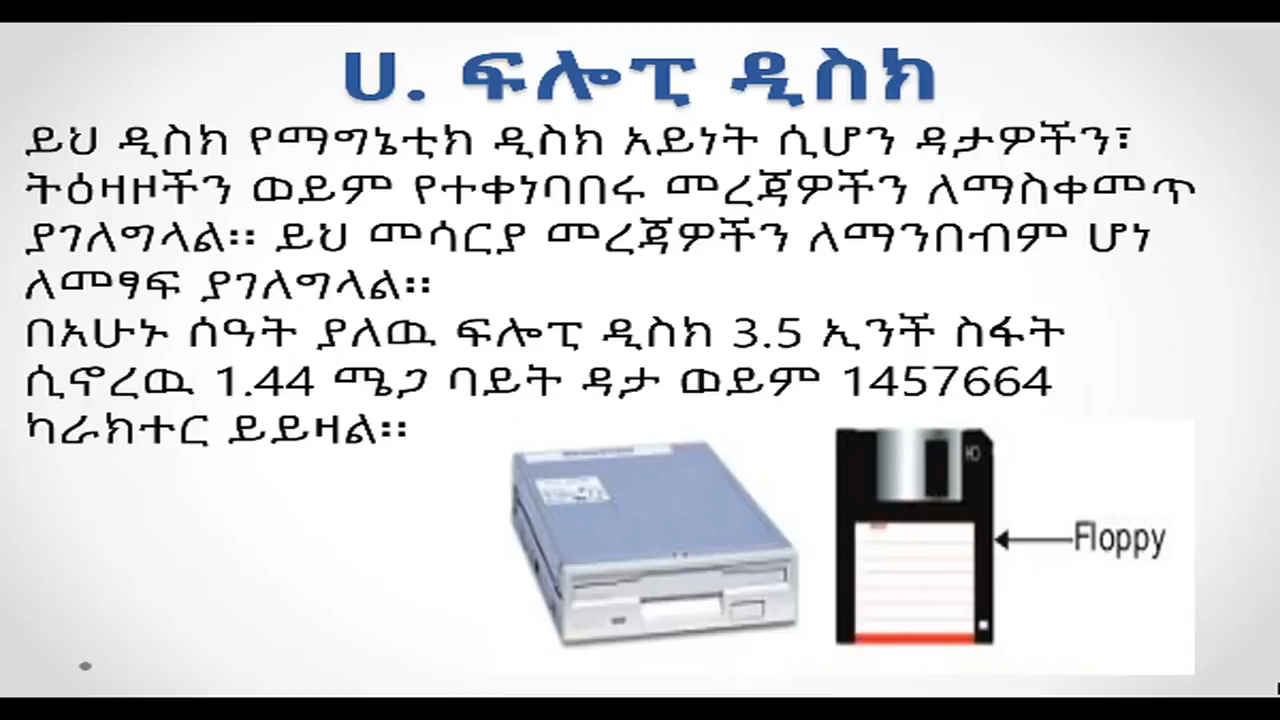 ሀ. ፍሎፒ ዲስክ
ይህ ዲስክ የማግኔቲክ ዲስክ አይነት ሲሆን ዳታዎችን፣
ትዕዛዞችን ወይም የተቀነባበሩ መረጃዎችን ለማስቀመጥ
ያገለግላል፡፡ ይህ መሳርያ መረጃዎችን ለማንበብም ሆነ
ለመፃፍ ያገለግላል፡፡
በአሁኑ ሰዓት ያለዉ ፍሎፒ ዲስክ 3.5 ኢንች ስፋት
ሲኖረዉ 1.44 ሜጋ ባይት ዳታ ወይም 1457664
ካራክተር ይይዛል፡፡
Floppy